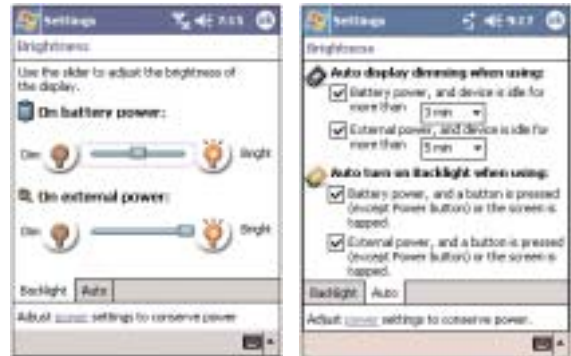 Settings 7:15 ok
Brightness
Use the slider to adjust the brightness of
the display.
On battery power:
Dim Bright
On external power:
Dim Bright
Backlight Auto
Adjust power settings to conserve power
Settings 9:27 ok
Brightness
Auto display dimming when using:
Battery power, and device is idle for
more than 3 min
External power, and device is idle for
more than 5 min
Auto turn on Backlight when using:
Battery power, and a button is pressed
(except Power button) or the screen is
tapped.
External power, and a button is pressed
(except Power button) or the screen is
tapped.
Backlight Auto
Adjust power settings to conserve power.